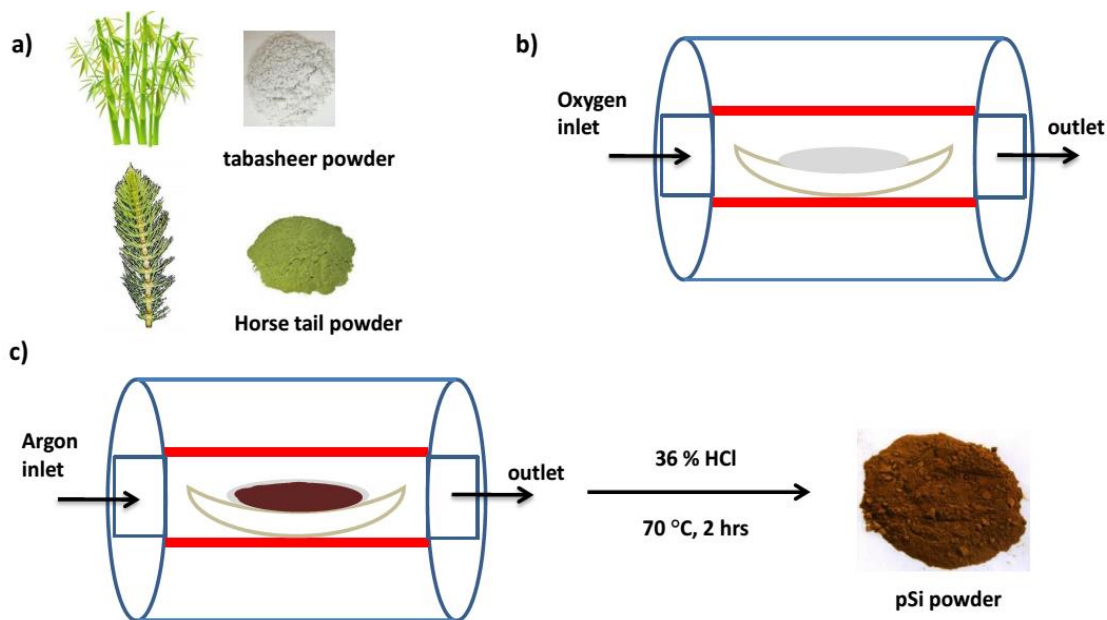 a)
tabasheer powder
Horse tail powder
b)
Oxygen
inlet
outlet
c)
Argon
inlet
outlet
36 % HCl
70 °C, 2 hrs
pSi powder